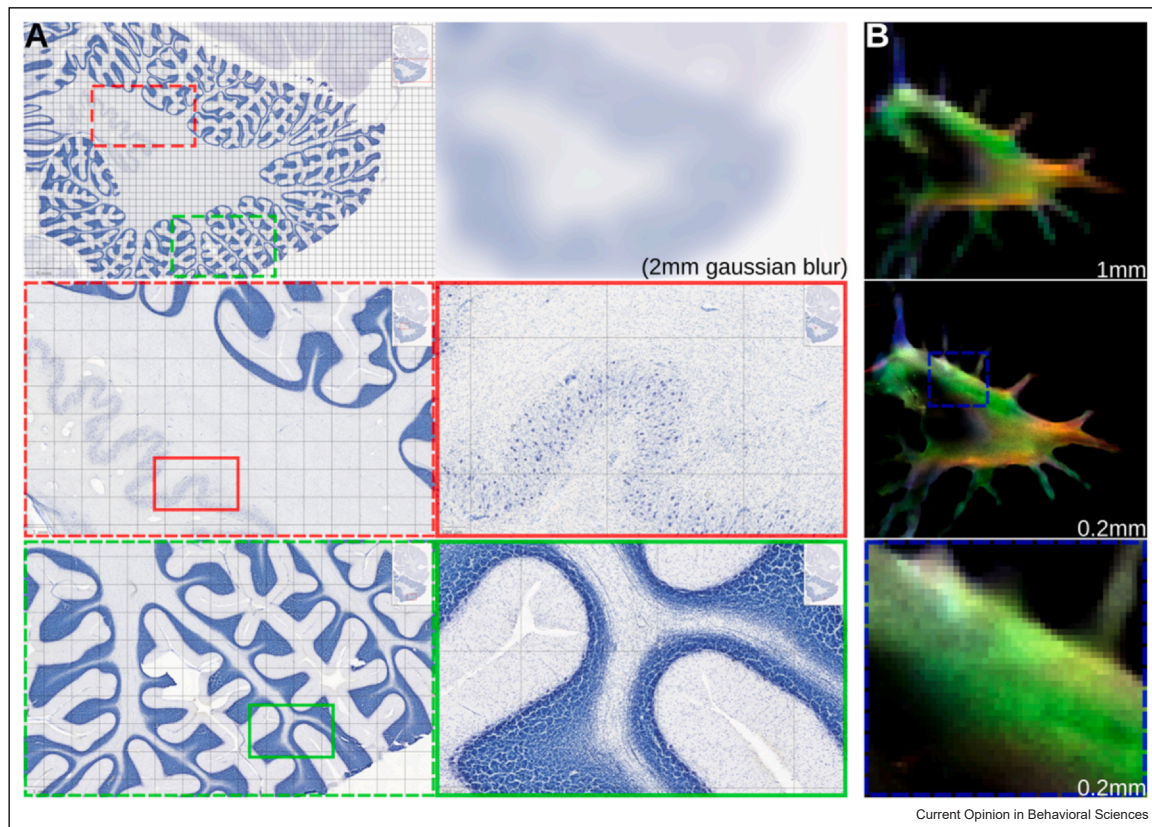 A
B
(2mm gaussian blur)
1mm
0.2mm
0.2mm
Current Opinion in Behavioral Sciences